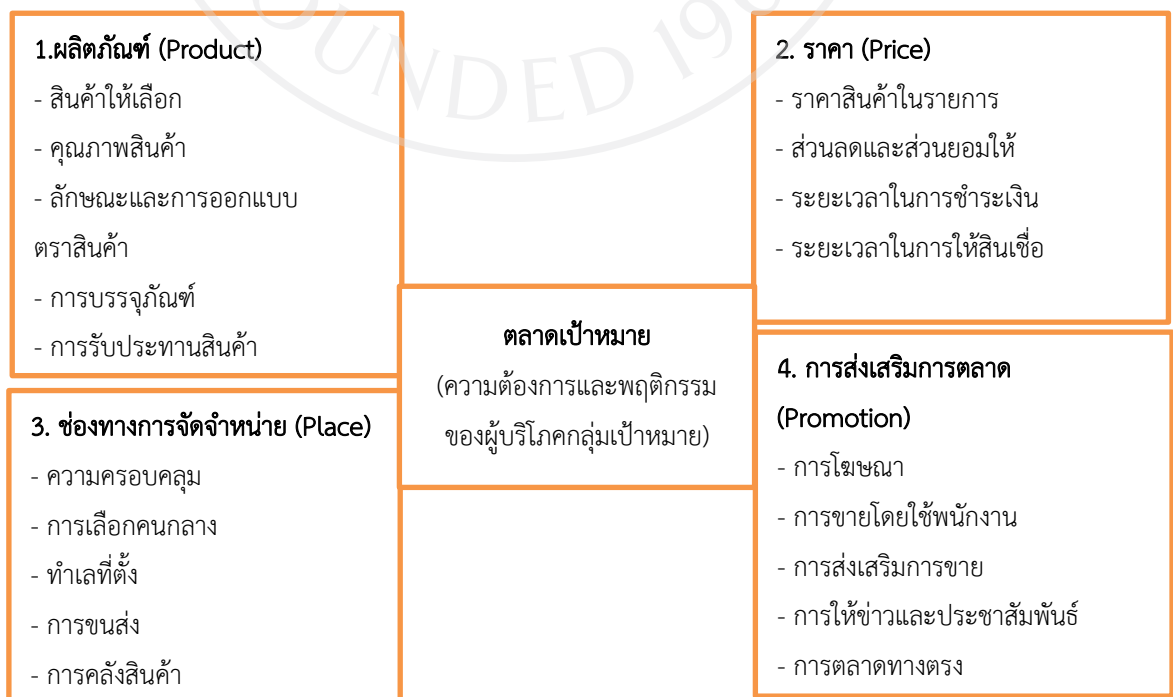 OUNDED 19
1.ผลิตภัณฑ์ (Product)
- สินค้าให้เลือก
- คุณภาพสินค้า
- ลักษณะและการออกแบบ
ตราสินค้า
- การบรรจุภัณฑ์
- การรับประทานสินค้า
2. ราคา (Price)
- ราคาสินค้าในรายการ
- ส่วนลดและส่วนยอมให้
- ระยะเวลาในการชำระเงิน
- ระยะเวลาในการให้สินเชื่อ
ตลาดเป้าหมาย
(ความต้องการและพฤติกรรม
ของผู้บริโภคกลุ่มเป้าหมาย)
3. ช่องทางการจัดจำหน่าย (Place)
- ความครอบคลุม
- การเลือกคนกลาง
- ทำเลที่ตั้ง
- การขนส่ง
- การคลังสินค้า
4. การส่งเสริมการตลาด
(Promotion)
- การโฆษณา
- การขายโดยใช้พนักงาน
- การส่งเสริมการขาย
- การให้ข่าวและประชาสัมพันธ์
- การตลาดทางตรง